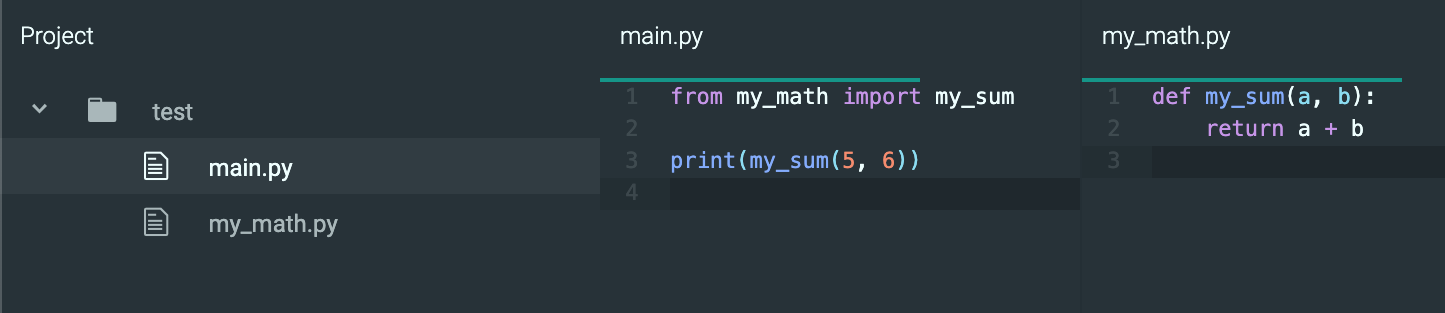 Project
test
main.py
my_math.py
main.py
1 from my_math import my_sum
2
3 print(my_sum(5, 6))
4
my_math.py
1 def my_sum(a, b):
2     return a + b
3